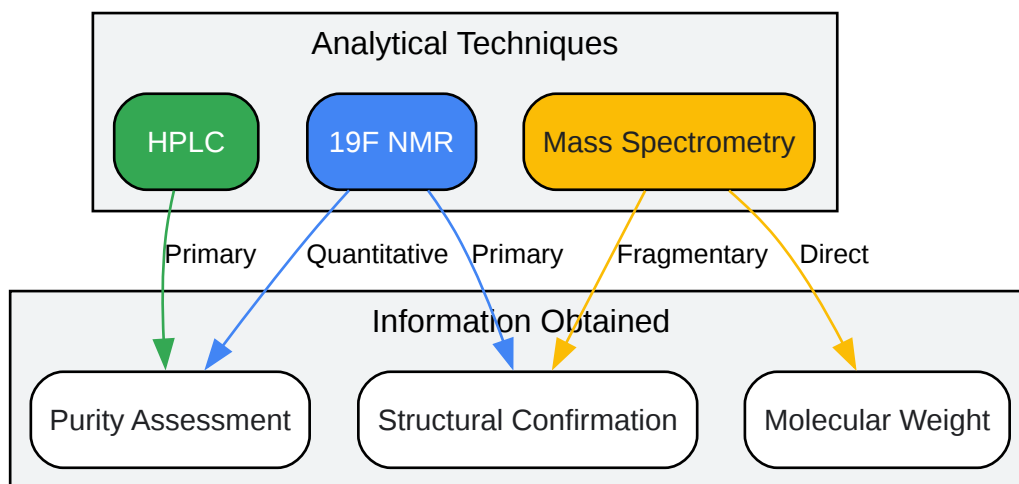 Analytical Techniques
HPLC
19F NMR
Mass Spectrometry
Primary
Quantitative
Primary
Fragmentary
Direct
Information Obtained
Purity Assessment
Structural Confirmation
Molecular Weight